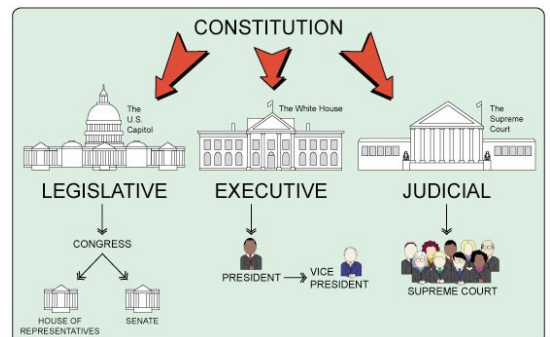 CONSTITUTION
The
U.S.
Capitol
The White House
The
Supreme
Court
LEGISLATIVE
EXECUTIVE
JUDICIAL
CONGRESS
PRESIDENT
VICE
PRESIDENT
SUPREME COURT
HOUSE OF
REPRESENTATIVES
SENATE